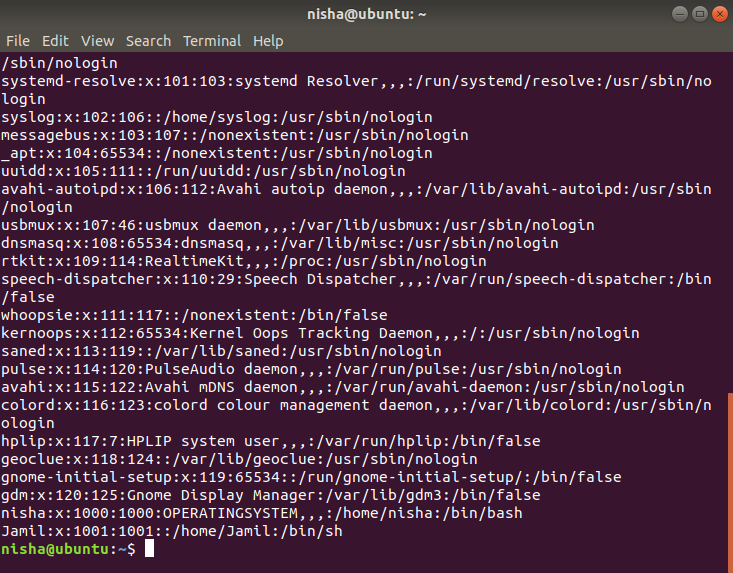 nisha@ubuntu: ~
File Edit View Search Terminal Help
/sbin/nologin
systemd-resolve:x:101:103:systemd Resolver,,,:/run/systemd/resolve:/usr/sbin/no
login
syslog:x:102:106::/home/syslog:/usr/sbin/nologin
messagebus:x:103:107::/nonexistent:/usr/sbin/nologin
_apt:x:104:65534::/nonexistent:/usr/sbin/nologin
uuidd:x:105:111::/run/uuidd:/usr/sbin/nologin
avahi-autoipd:x:106:112:Avahi autoip daemon,,,:/var/lib/avahi-autoipd:/usr/sbin
/nologin
usbmux:x:107:46:usbmux daemon,,,:/var/lib/usbmux:/usr/sbin/nologin
dnsmasq:x:108:65534:dnsmasq,,,:/var/lib/misc:/usr/sbin/nologin
rtkit:x:109:114:RealtimeKit,,,:/proc:/usr/sbin/nologin
speech-dispatcher:x:110:29:Speech Dispatcher,,,:/var/run/speech-dispatcher:/bin
/false
whoopsie:x:111:117::/nonexistent:/bin/false
kernoops:x:112:65534:Kernel Oops Tracking Daemon,,,:/:/usr/sbin/nologin
saned:x:113:119::/var/lib/saned:/usr/sbin/nologin
pulse:x:114:120:PulseAudio daemon,,,:/var/run/pulse:/usr/sbin/nologin
avahi:x:115:122:Avahi mDNS daemon,,,:/var/run/avahi-daemon:/usr/sbin/nologin
colord:x:116:123:colord colour management daemon,,,:/var/lib/colord:/usr/sbin/n
ologin
hplip:x:117:7:HPLIP system user,,,:/var/run/hplip:/bin/false
geoclue:x:118:124::/var/lib/geoclue:/usr/sbin/nologin
gnome-initial-setup:x:119:65534::/run/gnome-initial-setup/:/bin/false
gdm:x:120:125:Gnome Display Manager:/var/lib/gdm3:/bin/false
nisha:x:1000:1000:OPERATINGSYSTEM,,,:/home/nisha:/bin/bash
Jamil:x:1001:1001::/home/Jamil:/bin/sh
nisha@ubuntu:~$